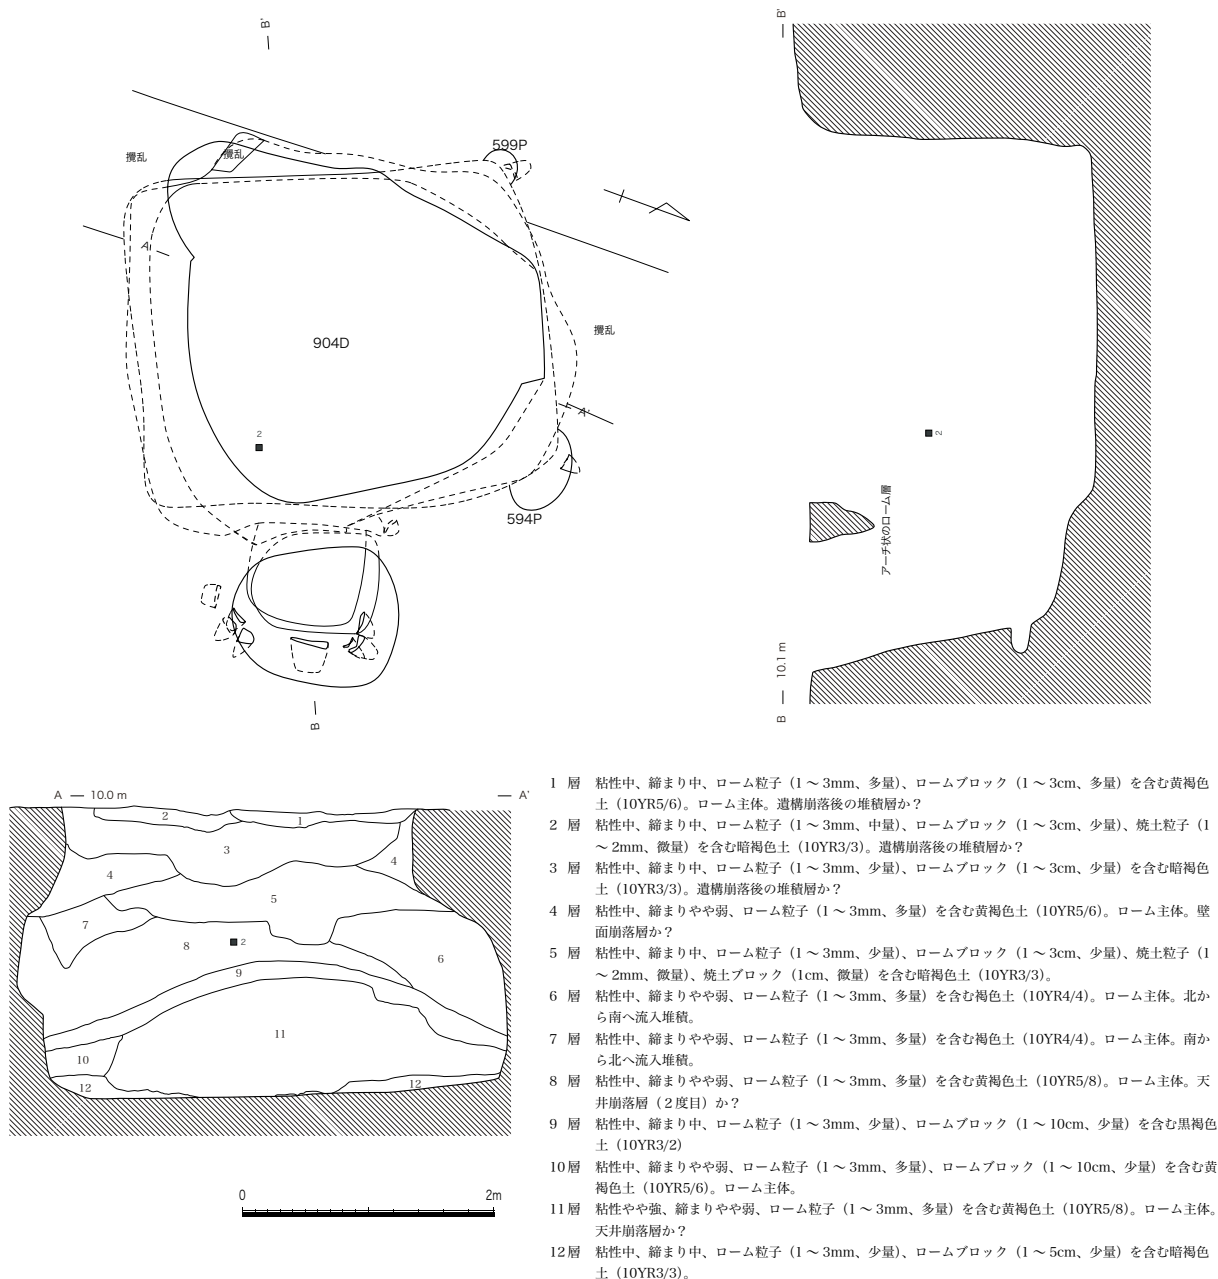 B'
攪乱
攪乱
599P
A
904D
攪乱
A'
2
594P
B
B'
2
アーチ状のローム層
B 10.1 m
A 10.0 m A'
2
1
3
4
4
5
7
8
2
6
9
11
10
12
12
0 2m
1 層 粘性中、締まり中、ローム粒子（1 ～ 3mm、多量）、ロームブロック（1 ～ 3cm、多量）を含む黄褐色
土（10YR5/6）。ローム主体。遺構崩落後の堆積層か？
2 層 粘性中、締まり中、ローム粒子（1 ～ 3mm、中量）、ロームブロック（1 ～ 3cm、少量）、焼土粒子（1
～ 2mm、微量）を含む暗褐色土（10YR3/3）。遺構崩落後の堆積層か？
3 層 粘性中、締まり中、ローム粒子（1 ～ 3mm、少量）、ロームブロック（1 ～ 3cm、少量）を含む暗褐色
土（10YR3/3）。遺構崩落後の堆積層か？
4 層 粘性中、締まりやや弱、ローム粒子（1 ～ 3mm、多量）を含む黄褐色土（10YR5/6）。ローム主体。壁
面崩落層か？
5 層 粘性中、締まり中、ローム粒子（1 ～ 3mm、少量）、ロームブロック（1 ～ 3cm、少量）、焼土粒子（1
～ 2mm、微量）、焼土ブロック（1cm、微量）を含む暗褐色土（10YR3/3）。
6 層 粘性中、締まりやや弱、ローム粒子（1 ～ 3mm、多量）を含む褐色土（10YR4/4）。ローム主体。北か
ら南へ流入堆積。
7 層 粘性中、締まりやや弱、ローム粒子（1 ～ 3mm、多量）を含む褐色土（10YR4/4）。ローム主体。南か
ら北へ流入堆積。
8 層 粘性中、締まりやや弱、ローム粒子（1 ～ 3mm、多量）を含む黄褐色土（10YR5/8）。ローム主体。天
井崩落層（２度目）か？
9 層 粘性中、締まり中、ローム粒子（1 ～ 3mm、少量）、ロームブロック（1 ～ 10cm、少量）を含む黒褐色
土（10YR3/2）
10層 粘性中、締まりやや弱、ローム粒子（1 ～ 3mm、多量）、ロームブロック（1 ～ 10cm、少量）を含む黄
褐色土（10YR5/6）。ローム主体。
11層 粘性やや強、締まりやや弱、ローム粒子（1 ～ 3mm、多量）を含む黄褐色土（10YR5/8）。ローム主体。
天井崩落層か？
12層 粘性中、締まり中、ローム粒子（1 ～ 3mm、少量）、ロームブロック（1 ～ 5cm、少量）を含む暗褐色
土（10YR3/3）。